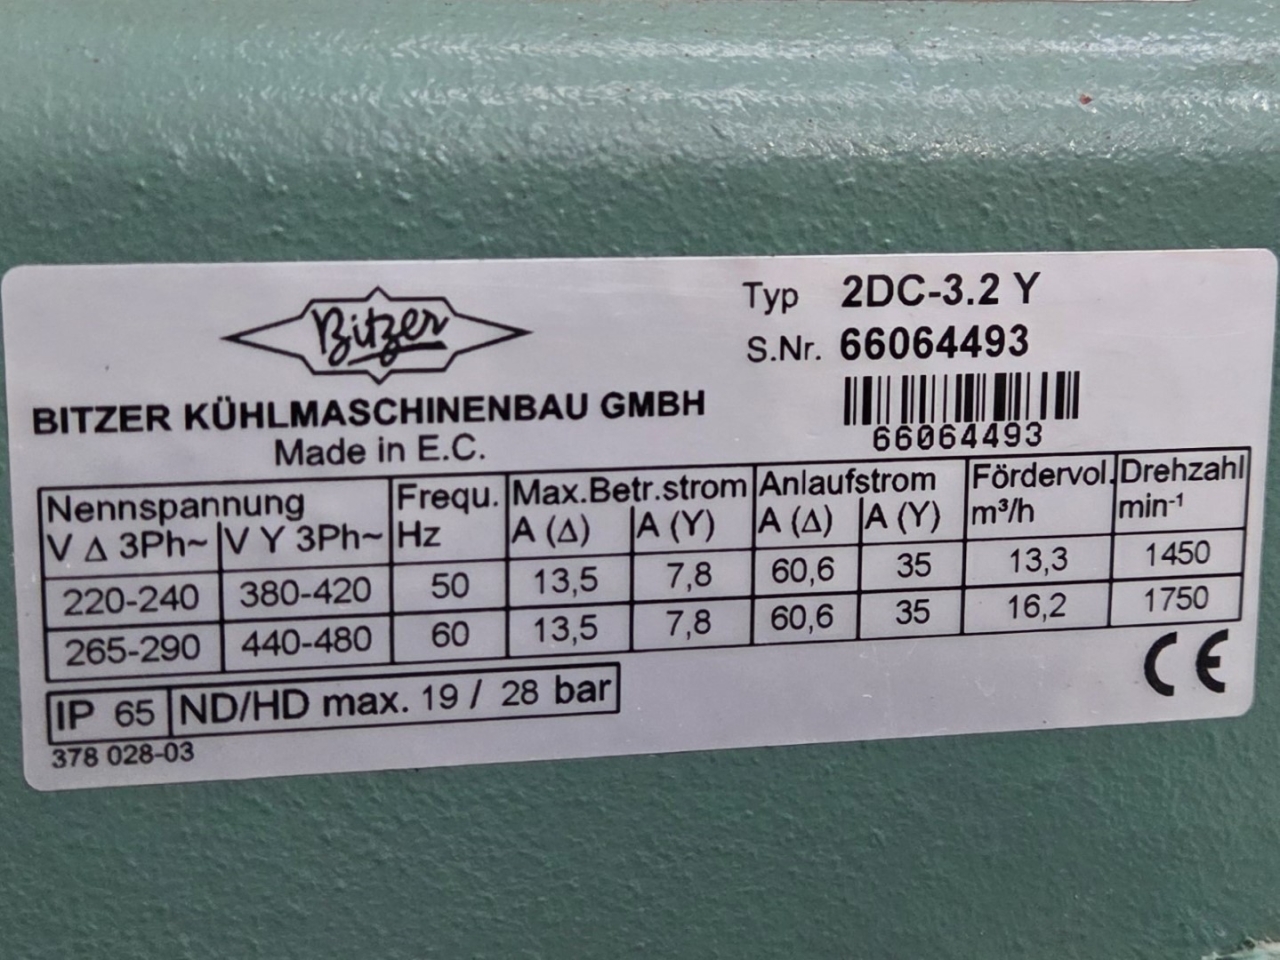 Bitzer
BITZER KÜHLMASCHINENBAU GMBH
Made in E.C.
Typ 2DC-3.2 Y
S.Nr. 66064493
66064493
Nennspannung Frequ. Max.Betr.strom Anlaufstrom Fördervol. Drehzahl
V Δ 3Ph~ V Y 3Ph~ Hz A (Δ) A (Y) A (Δ) A (Y) m³/h min⁻¹
220-240 380-420 50 13,5 7,8 60,6 35 13,3 1450
265-290 440-480 60 13,5 7,8 60,6 35 16,2 1750
IP 65 ND/HD max. 19 / 28 bar
CE
378 028-03